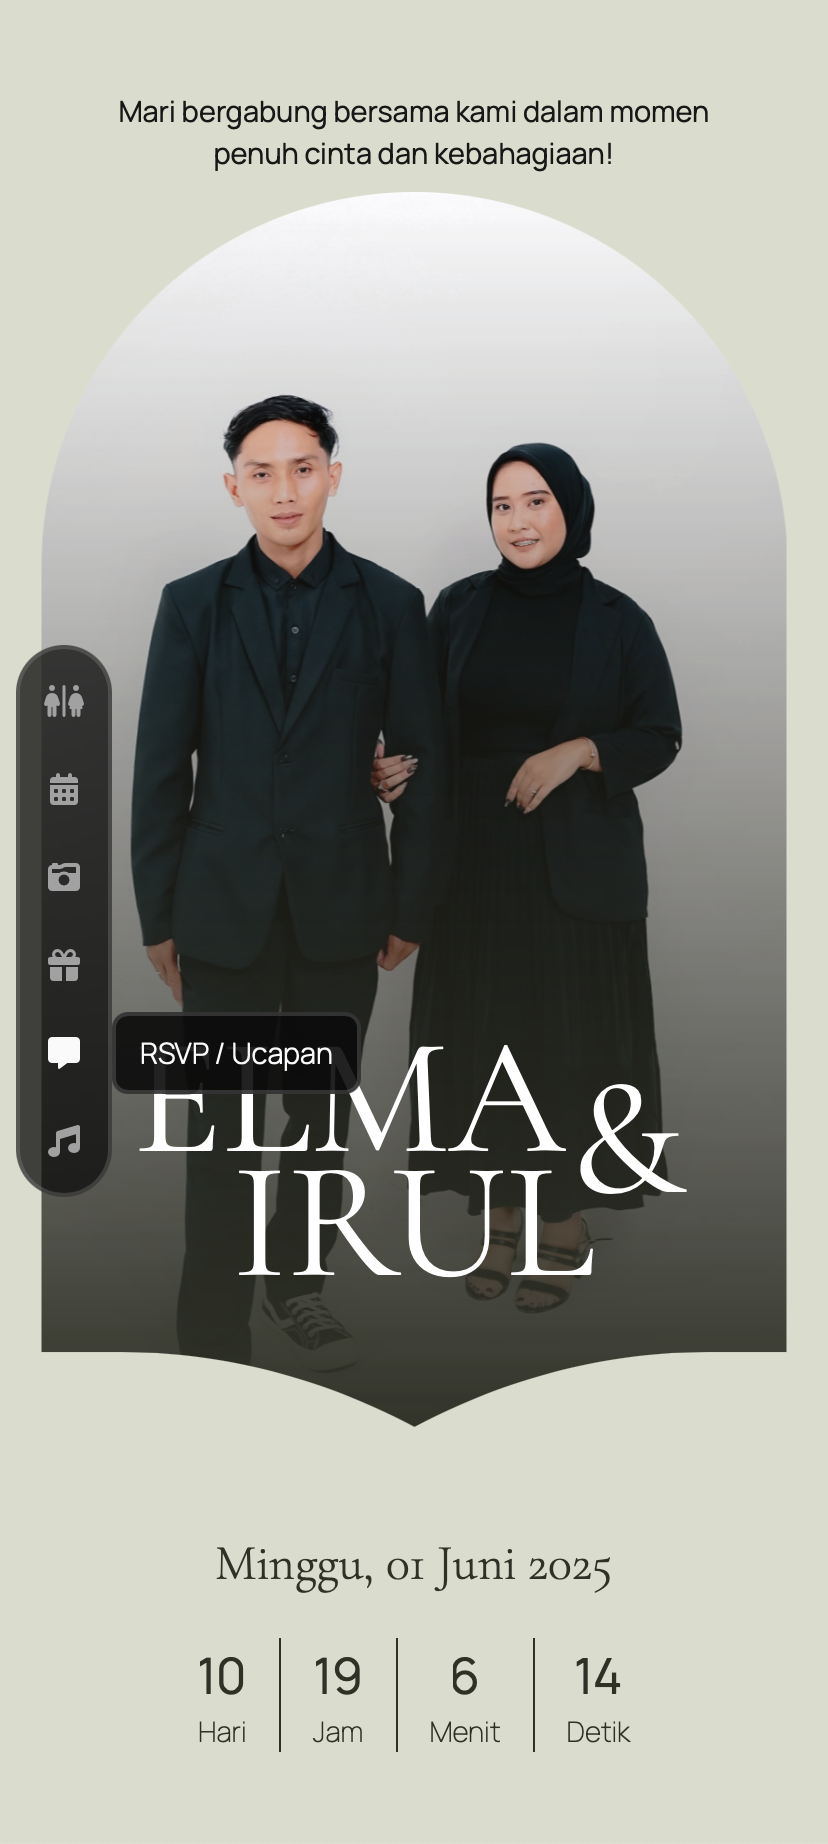 Mari bergabung bersama kami dalam momen
penuh cinta dan kebahagiaan!
RSVP / Ucapan
ELMA &
IRUL
Minggu, 01 Juni 2025
10 19 6 14
Hari Jam Menit Detik